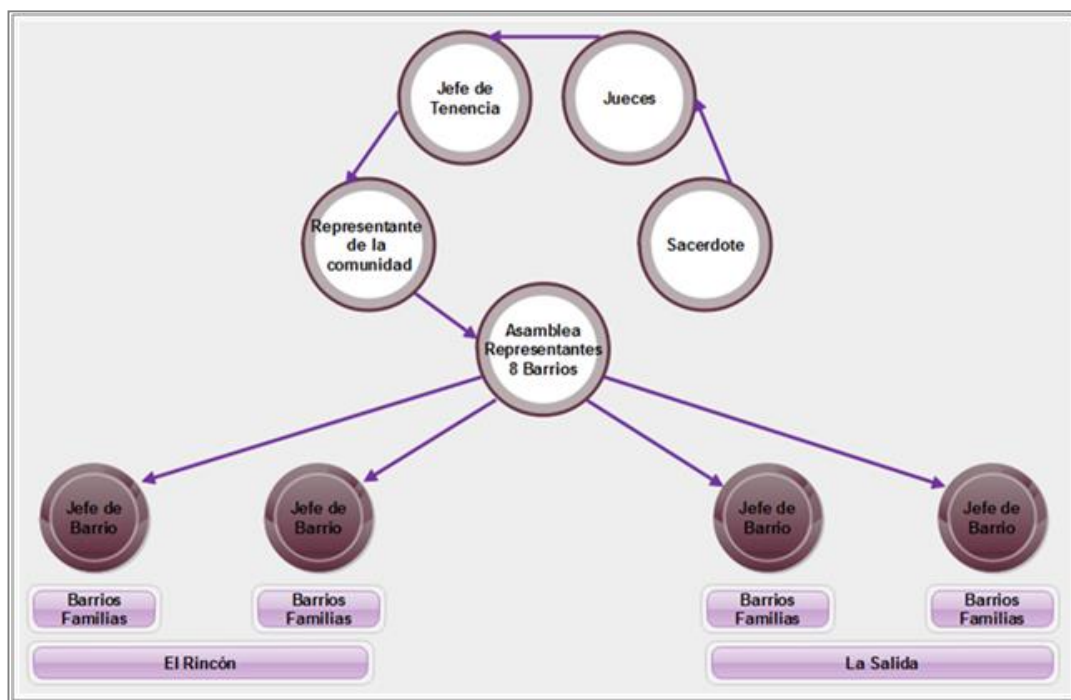 Jefe de
Tenencia
Jueces
Representante
de la
comunidad
Sacerdote
Asamblea
Representantes
8 Barrios
Jefe de
Barrio
Jefe de
Barrio
Jefe de
Barrio
Jefe de
Barrio
Barrios
Familias
Barrios
Familias
Barrios
Familias
Barrios
Familias
El Rincón
La Salida